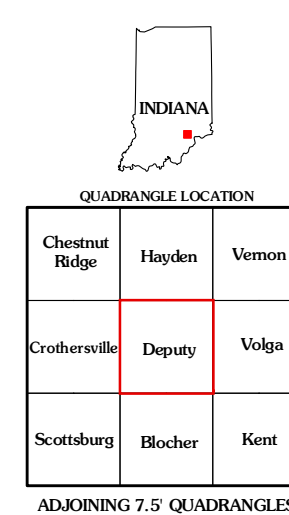 INDIANA
QUADRANGLE LOCATION
Chestnut
Ridge
Hayden
Vernon
Crothersville
Deputy
Volga
Scottsburg
Blocher
Kent
ADJOINING 7.5' QUADRANGLES